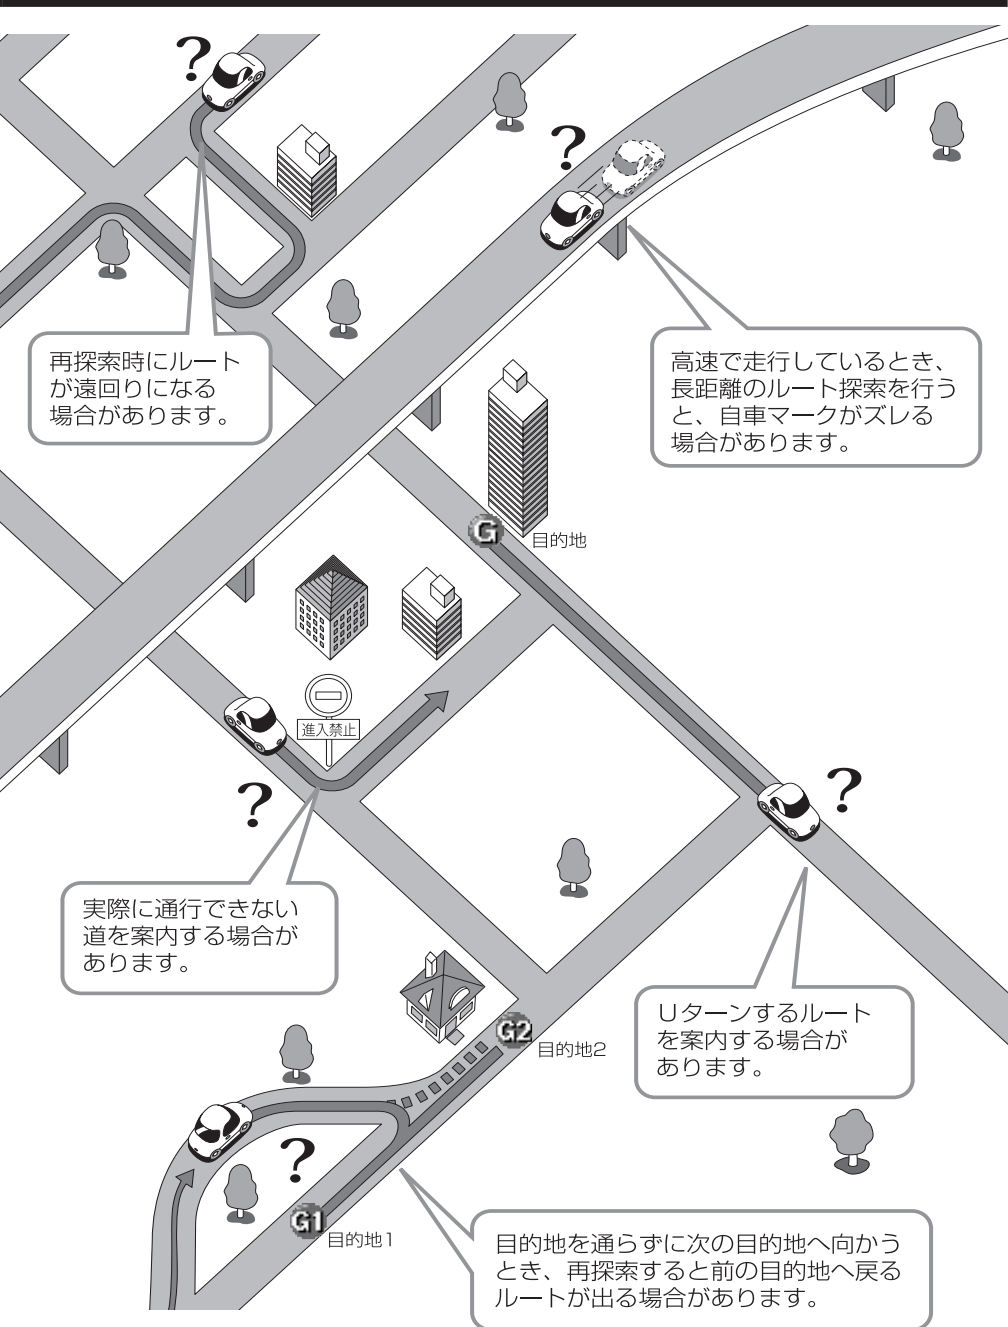 ?
?
再探索時にルート
が遠回りになる
場合があります。
高速で走行しているとき、
長距離のルート探索を行う
と、自車マークがズレる
場合があります。
G
目的地
進入禁止
?
?
実際に通行できない
道を案内する場合が
あります。
Uターンするルート
を案内する場合が
あります。
G2
目的地2
?
G1
目的地1
目的地を通らずに次の目的地へ向かう
とき、再探索すると前の目的地へ戻る
ルートが出る場合があります。